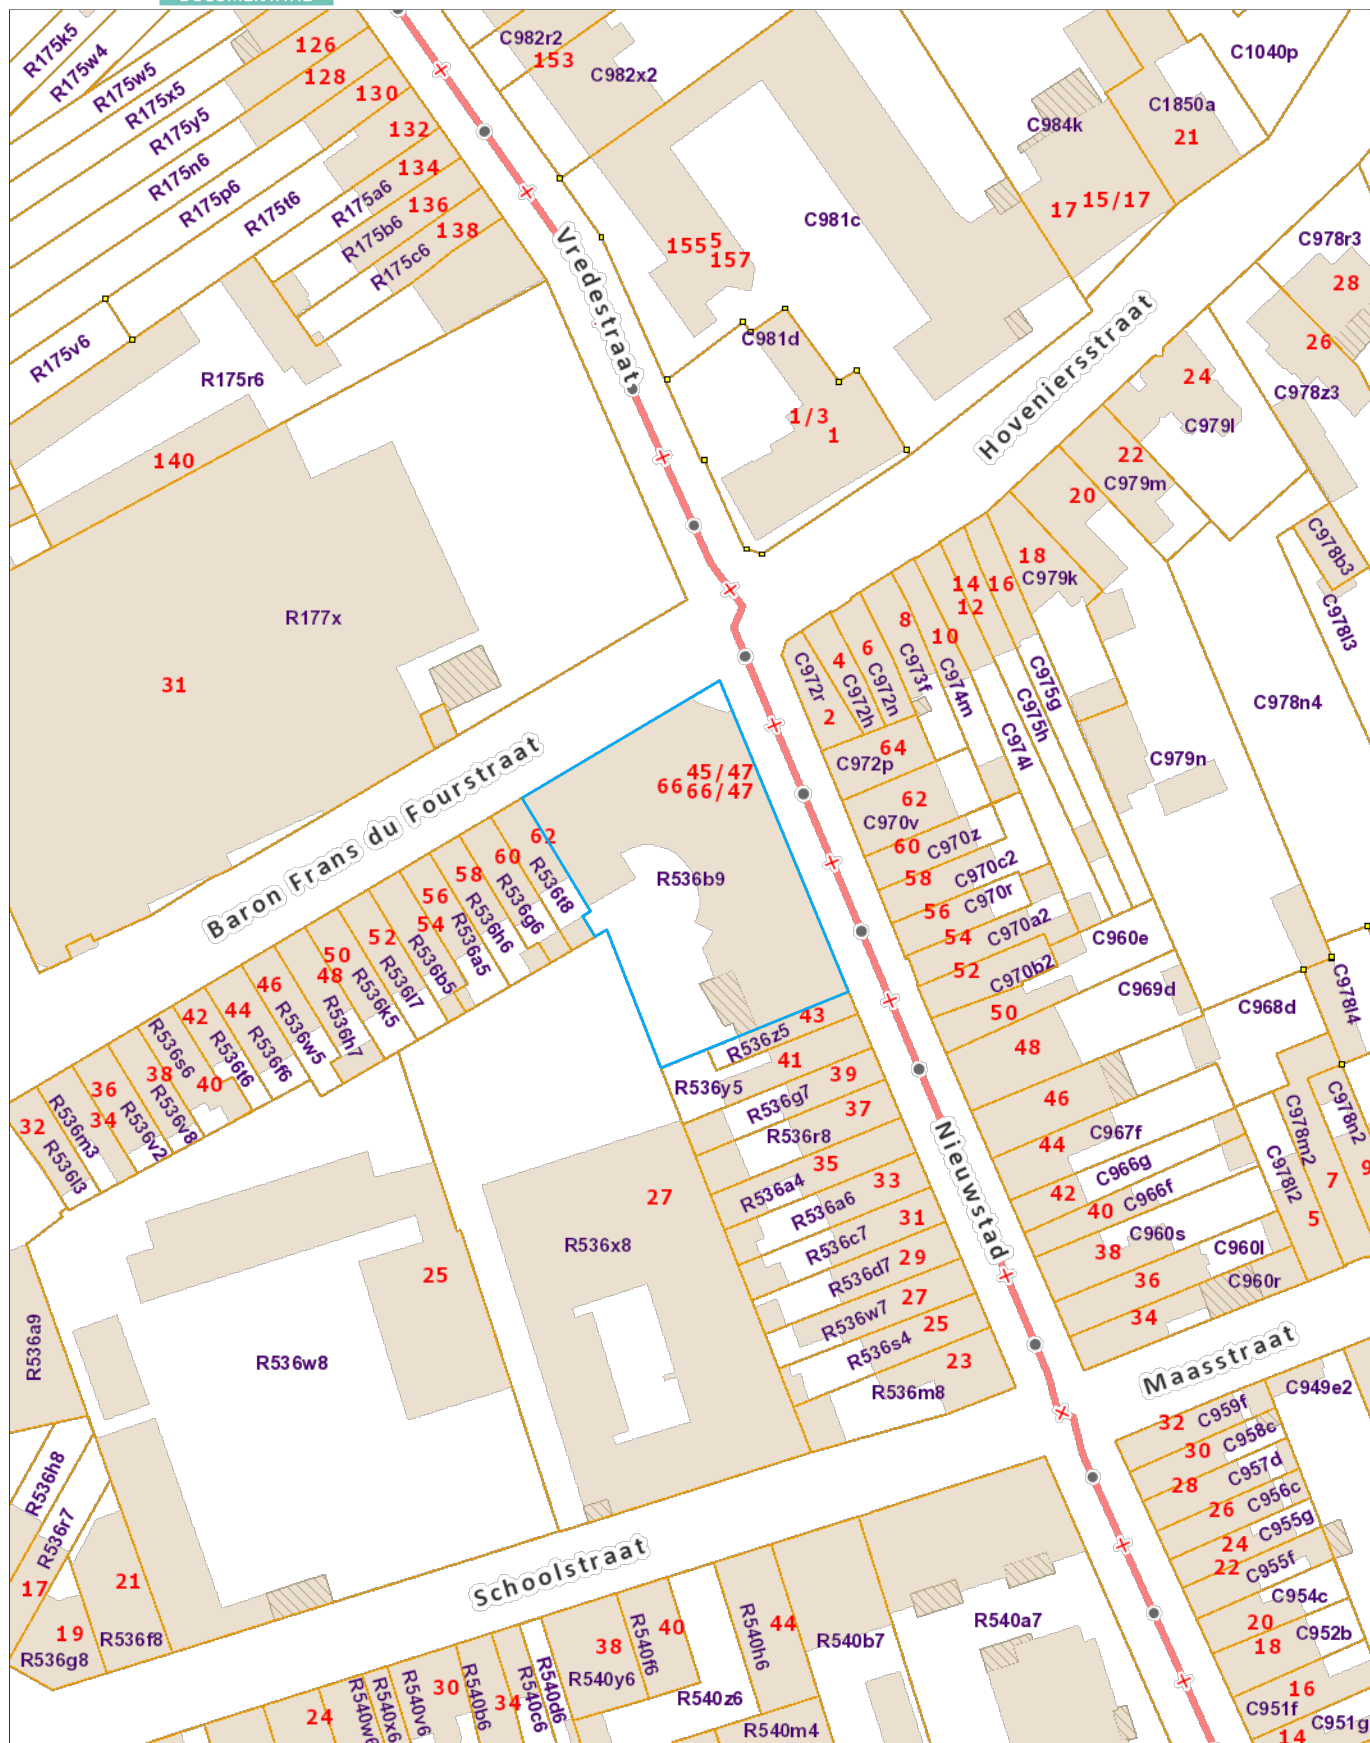 R175k5
R175w4
R175w5
R175x5
R175y5
R175n6
R175p6
R175t6
R175a6
R175b6
R175c6
126
128
130
132
134
136
138
C982r2
153
C982x2
C1040p
C1850a
21
C984k
17
15/17
C981c
1555
157
C978r3
28
26
24
C978z3
C979l
C981d
1/3
1
Vredestraat
Hoveniersstraat
R175v6
R175r6
140
R177x
31
22
C979m
20
18
C979k
14
16
12
8
10
6
4
2
C972r
C972h
C972n
C973f
C974m
C974l
C975h
C975g
C978b3
C978l3
C978n4
C979n
64
C972p
62
C970v
60
C970z
58
C970c2
C970r
56
C970a2
54
C970b2
52
C960e
C969d
50
48
46
44
C968d
C978l4
C978n2
C978m2
C978l2
C967f
C966g
42
40
C966f
C960s
38
C960l
C960r
36
34
7
5
9
Baron Frans du Fourstraat
45/47
66
66/47
R536b9
62
60
58
56
54
52
50
48
46
44
42
40
38
36
34
32
R536t8
R536g6
R536h6
R536a5
R536b5
R536l7
R536k5
R536h7
R536w5
R536f6
R536t6
R536s6
R536v8
R536v2
R536m3
R536l3
43
R536z5
41
R536y5
39
R536g7
37
R536r8
35
R536a4
33
R536a6
31
R536c7
29
R536d7
27
R536w7
25
R536s4
23
R536m8
Nieuwstad
27
R536x8
25
R536w8
R536a9
R536h8
R536r7
17
19
R536g8
21
R536f8
Schoolstraat
Maasstraat
C949e2
32
C959f
30
C958c
28
C957d
26
C956c
24
C955g
22
C955f
C954c
20
C952b
18
16
C951f
C951g
14
24
R540w6
R540x6
R540v6
30
R540b6
34
R540c6
R540d6
38
R540y6
R540f6
40
R540z6
R540h6
44
R540m4
R540b7
R540a7